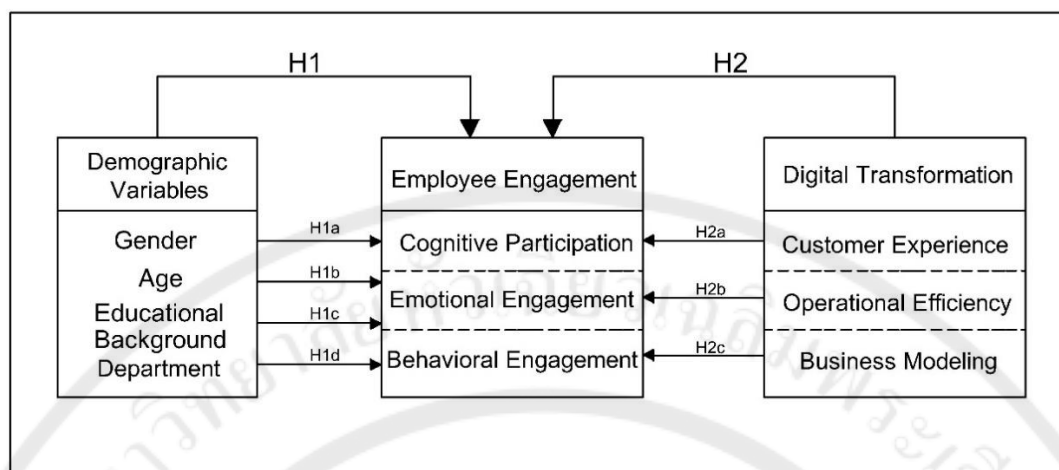 H1
H2
Demographic
Variables
Employee Engagement
Digital Transformation
Gender
H1a
Cognitive Participation
H2a
Customer Experience
Age
H1b
Emotional Engagement
H2b
Operational Efficiency
Educational
Background
H1c
Department
H1d
Behavioral Engagement
H2c
Business Modeling